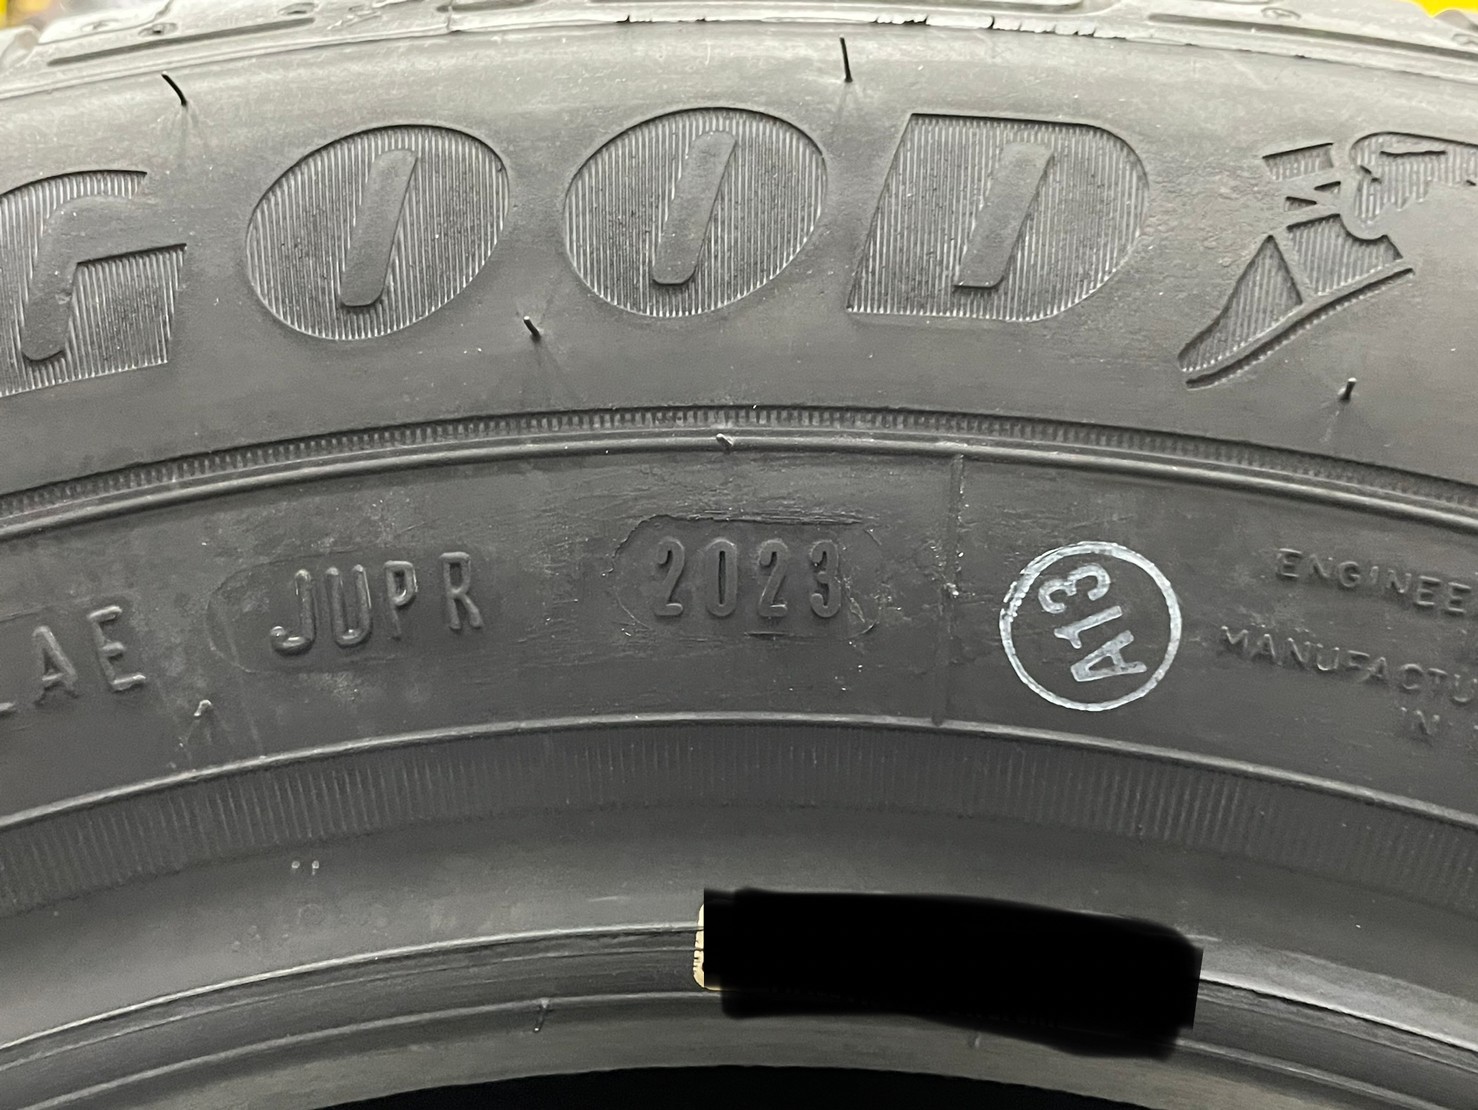 GOOD
LAE JUPR 2023
A13
ENGINEE
MANUFACTU
IN